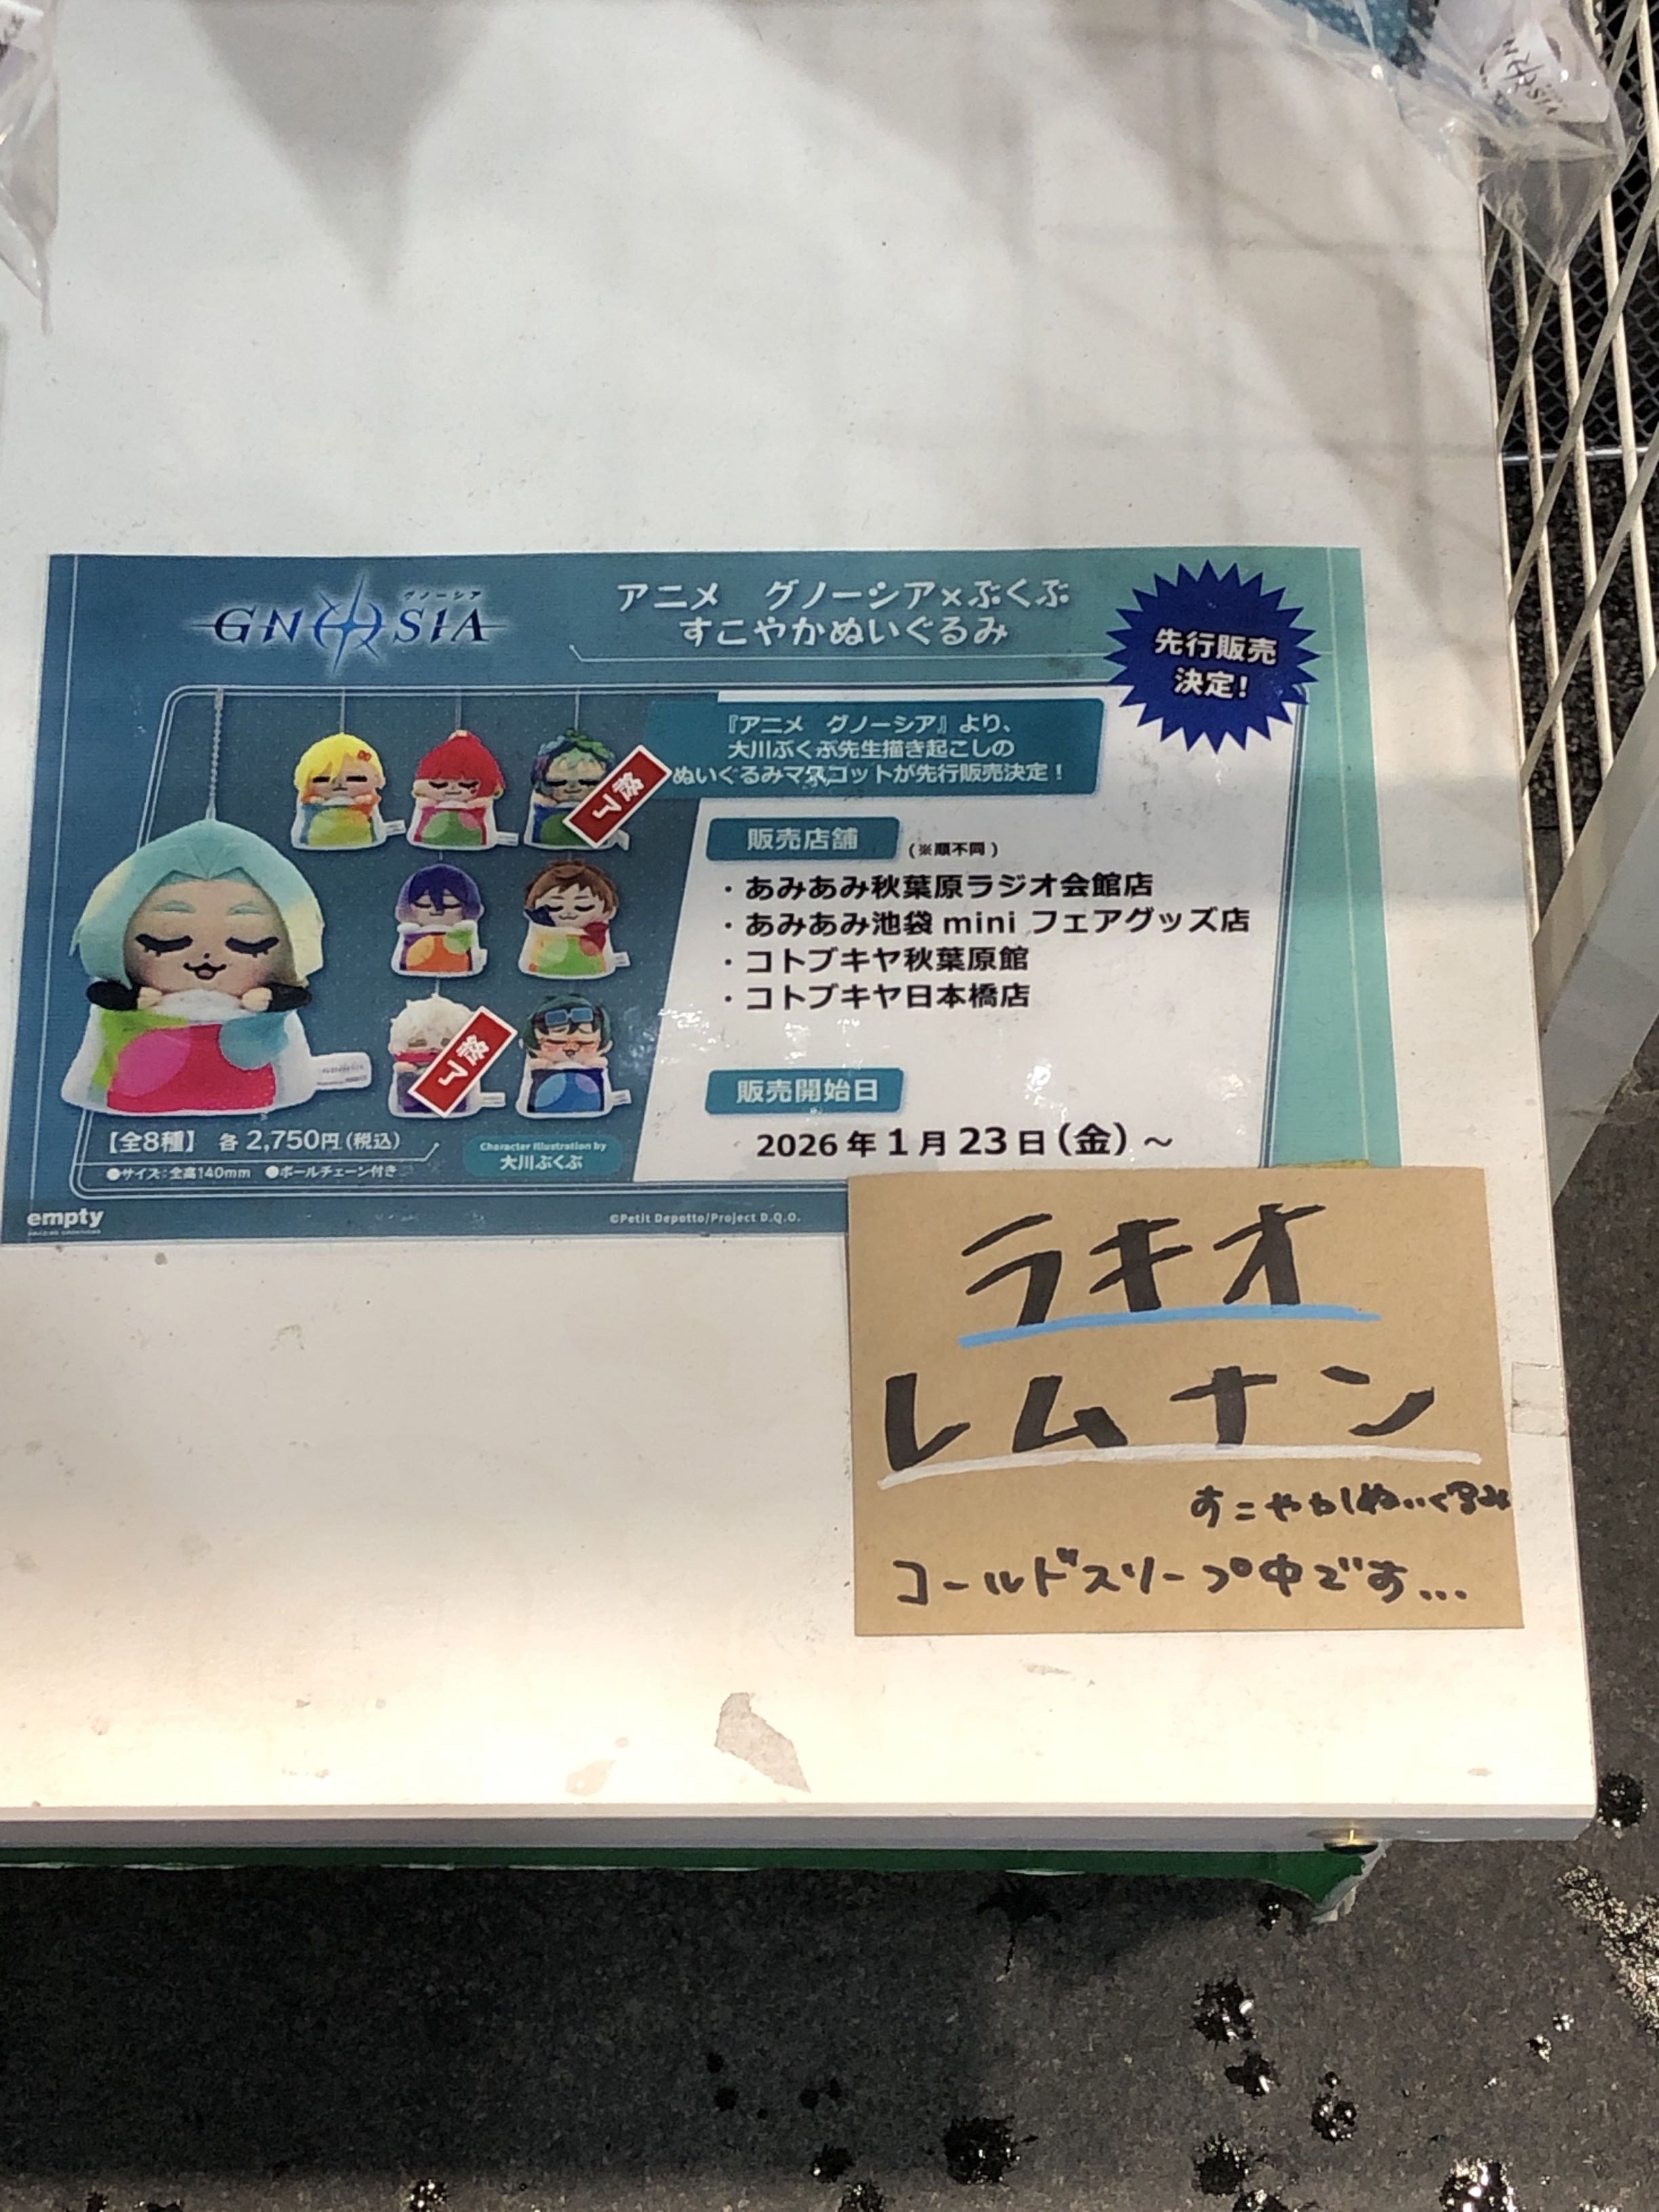 グノーシア
GNOSIA
アニメ グノーシア×ぶくぶ
すこやかぬいぐるみ
先行販売
決定!
『アニメ グノーシア』より、
大川ぶくぶ先生描き起こしの
ぬいぐるみマスコットが先行販売決定!
終了
販売店舗 (※順不同)
・あみあみ秋葉原ラジオ会館店
・あみあみ池袋 mini フェアグッズ店
・コトブキヤ秋葉原館
・コトブキヤ日本橋店
終了
販売開始日
2026年1月23日(金)~
【全8種】 各 2,750円(税込)
●サイズ:全高140mm ●ボールチェーン付き
Character Illustration by
大川ぶくぶ
empty
©Petit Depotto/Project D.Q.O.
ラキオ
レムナン
すこやかぬいぐるみ
コールドスリープ中です...